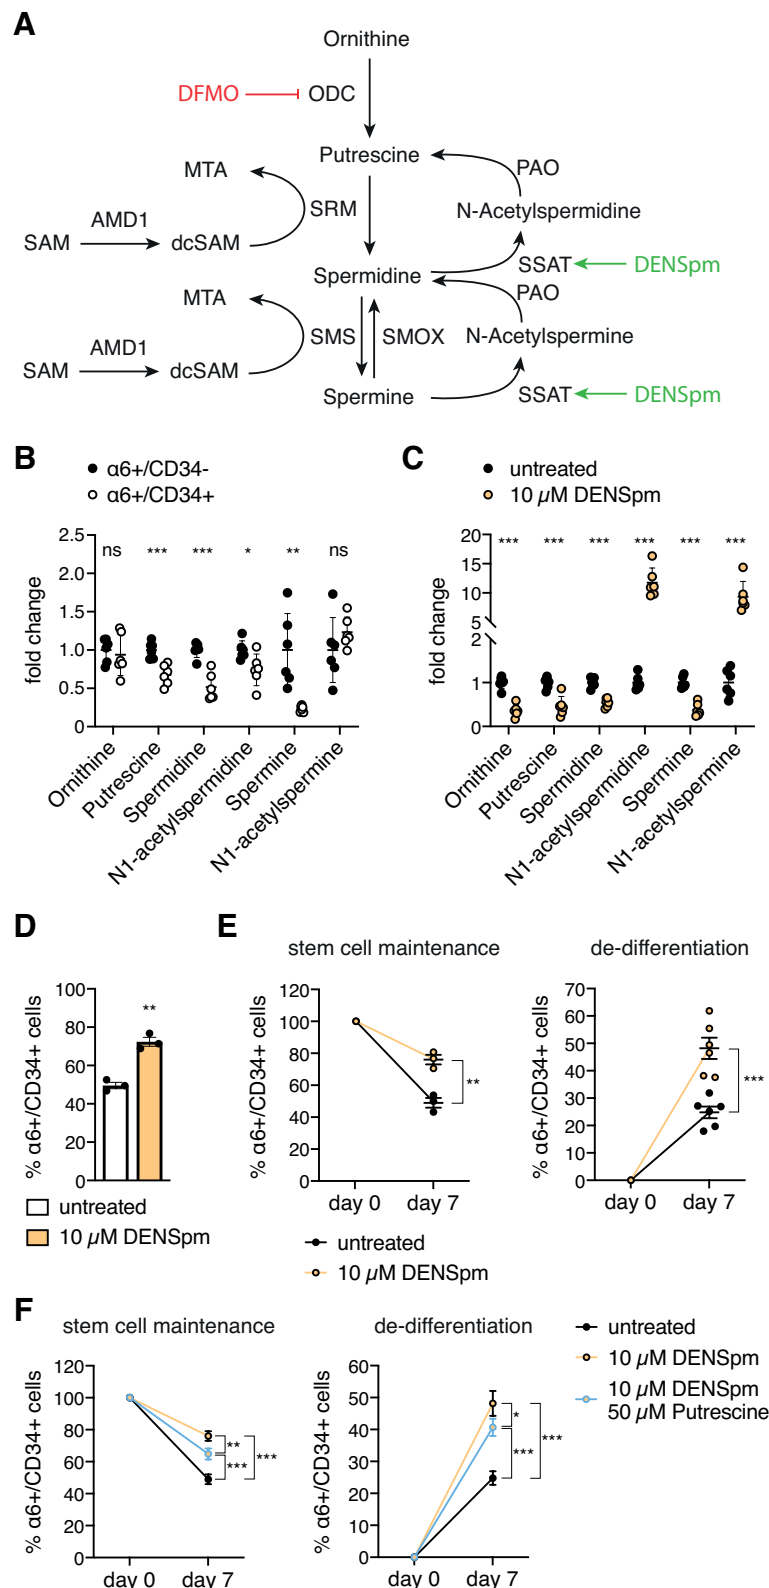 A
Ornithine
DFMO ODC
Putrescine
MTA PAO
SRM N-Acetylspermidine
AMD1
SAM dcSAM
SSAT DENSpm
Spermidine
MTA PAO
SMS SMOX N-Acetylspermine
AMD1
SAM dcSAM
Spermine SSAT DENSpm
B
α6+/CD34-
α6+/CD34+
fold change
2.5
2.0
1.5
1.0
0.5
0
ns *** *** * ** ns
Ornithine
Putrescine
Spermidine
N1-acetylspermidine
Spermine
N1-acetylspermine
C
untreated
10 µM DENSpm
fold change
20
15
10
5
2
1
0
*** *** *** *** *** ***
Ornithine
Putrescine
Spermidine
N1-acetylspermidine
Spermine
N1-acetylspermine
D
% α6+/CD34+ cells
100
80
60
40
20
0
**
untreated
10 µM DENSpm
E
stem cell maintenance
% α6+/CD34+ cells
120
100
80
60
40
20
0
**
day 0 day 7
de-differentiation
% α6+/CD34+ cells
70
60
50
40
30
20
10
0
***
day 0 day 7
untreated
10 µM DENSpm
F
stem cell maintenance
% α6+/CD34+ cells
120
100
80
60
40
20
0
**
***
***
day 0 day 7
de-differentiation
% α6+/CD34+ cells
60
50
40
30
20
10
0
*
***
***
day 0 day 7
untreated
10 µM DENSpm
10 µM DENSpm
50 µM Putrescine